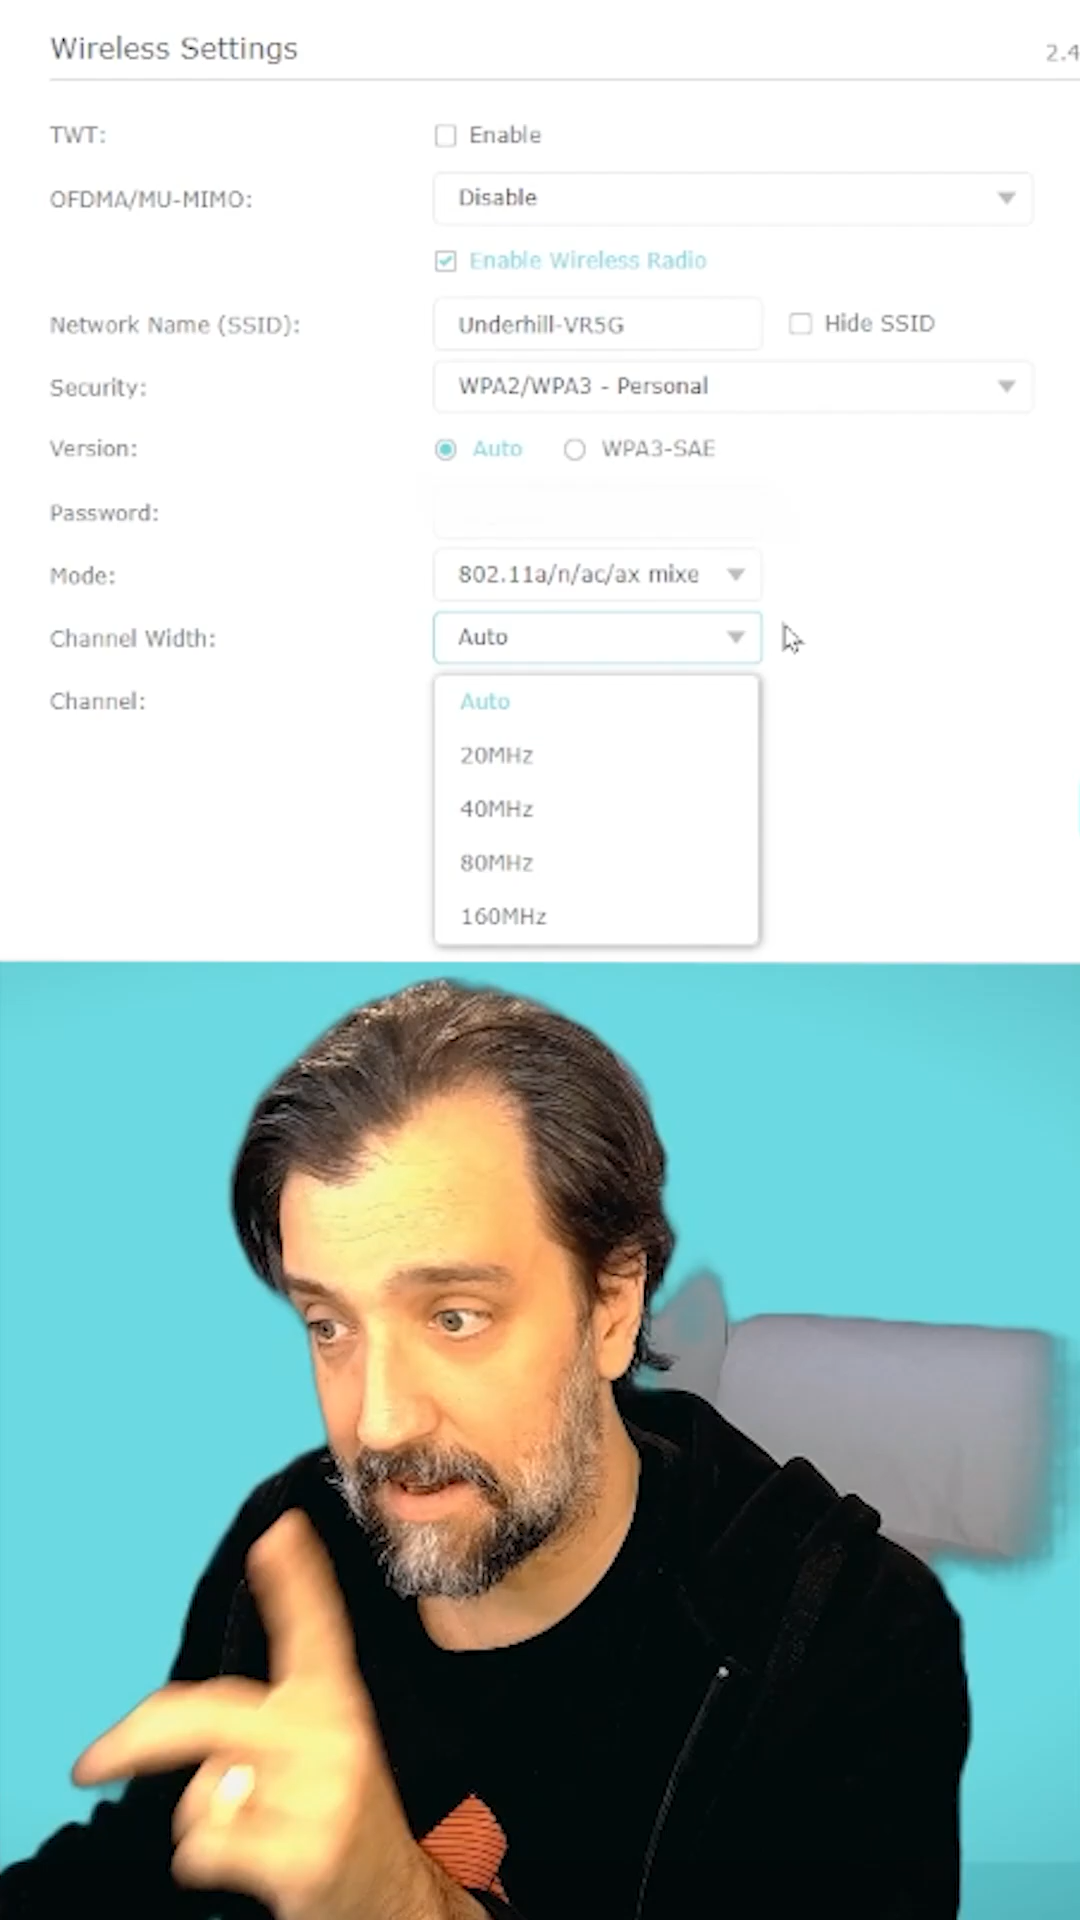 Wireless Settings
2.4
TWT: Enable
OFDMA/MU-MIMO: Disable
Enable Wireless Radio
Network Name (SSID): Underhill-VR5G Hide SSID
Security: WPA2/WPA3 - Personal
Version: Auto WPA3-SAE
Password:
Mode: 802.11a/n/ac/ax mixe
Channel Width: Auto
Channel: Auto
20MHz
40MHz
80MHz
160MHz